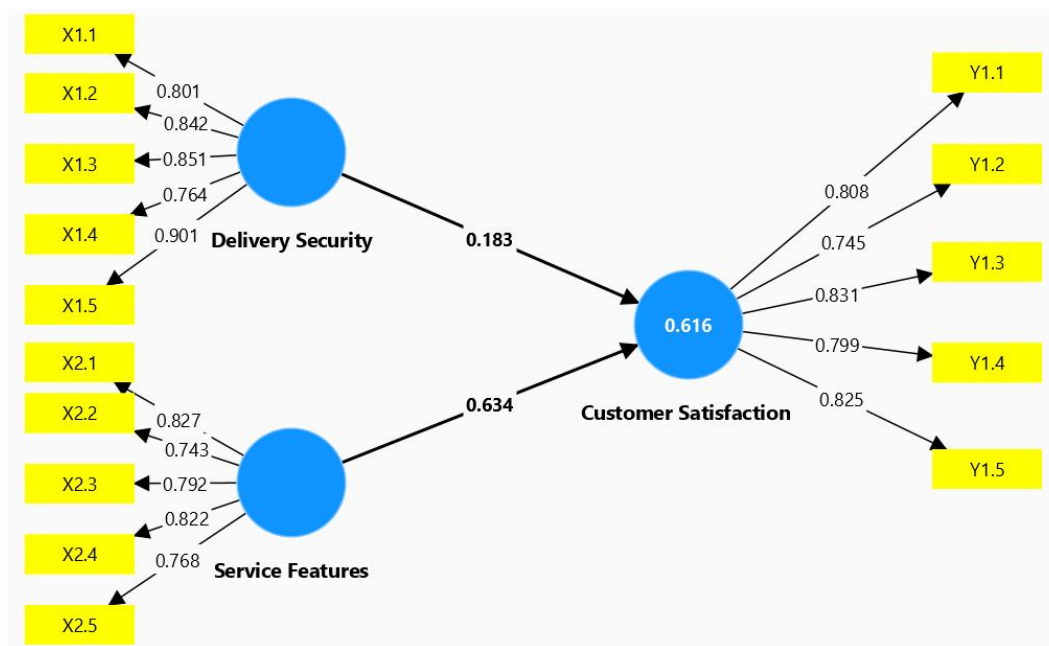 X1.1
0.801
X1.2
0.842
X1.3
0.851
X1.4
0.764
X1.5
0.901
Delivery Security
X2.1
0.827
X2.2
0.743
X2.3
0.792
X2.4
0.822
X2.5
0.768
Service Features
0.183
0.634
0.616
Customer Satisfaction
Y1.1
0.808
Y1.2
0.745
Y1.3
0.831
Y1.4
0.799
Y1.5
0.825